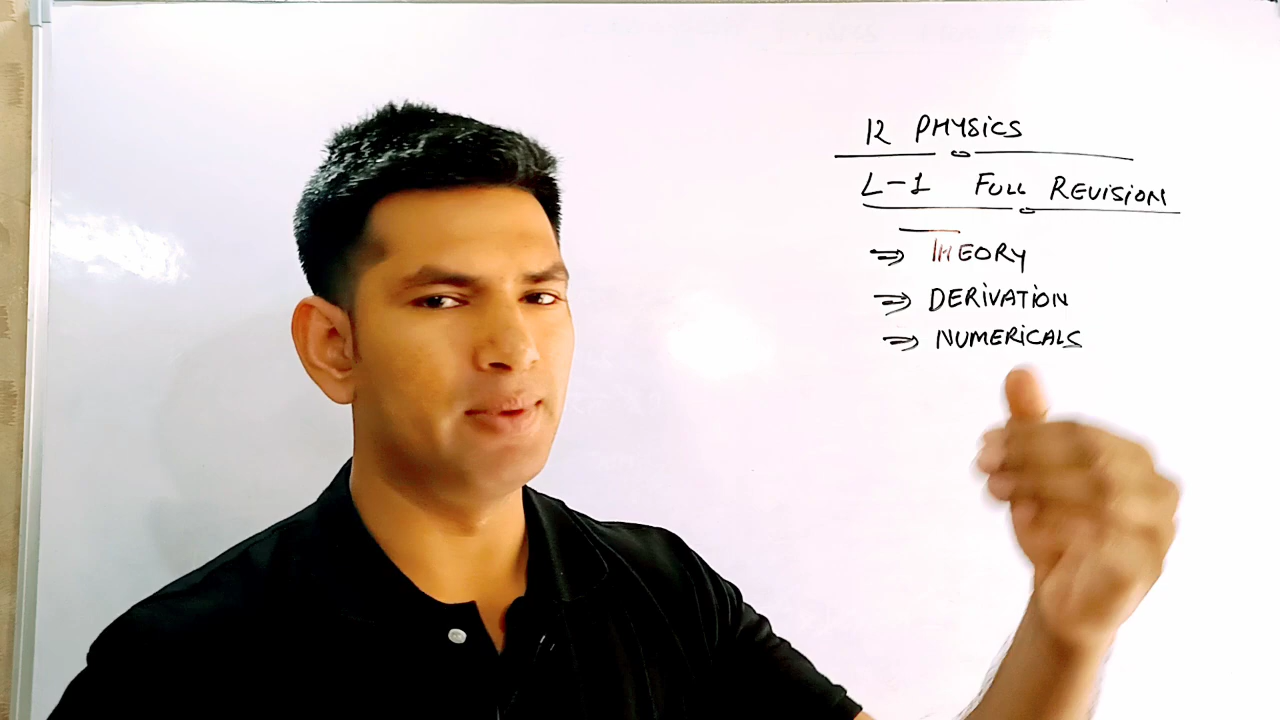 12 PHYSiCS
L-1 FULL REVISiON
⇒ THEORY
⇒ DERiVATiON
⇒ NUMERiCALS